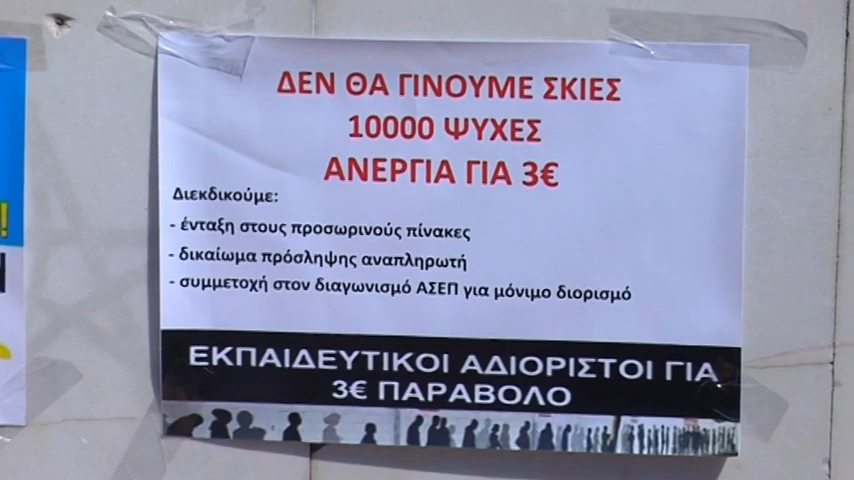 ΔΕΝ ΘΑ ΓΙΝΟΥΜΕ ΣΚΙΕΣ
10000 ΨΥΧΕΣ
ΑΝΕΡΓΙΑ ΓΙΑ 3€
Διεκδικούμε:
- ένταξη στους προσωρινούς πίνακες
- δικαίωμα πρόσληψης αναπληρωτή
- συμμετοχή στον διαγωνισμό ΑΣΕΠ για μόνιμο διορισμό
ΕΚΠΑΙΔΕΥΤΙΚΟΙ ΑΔΙΟΡΙΣΤΟΙ ΓΙΑ
3€ ΠΑΡΑΒΟΛΟ